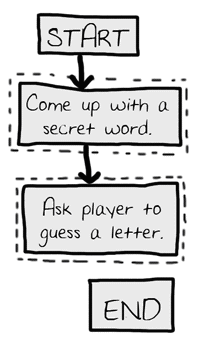 START
Come up with a
secret word.
Ask player to
guess a letter.
END